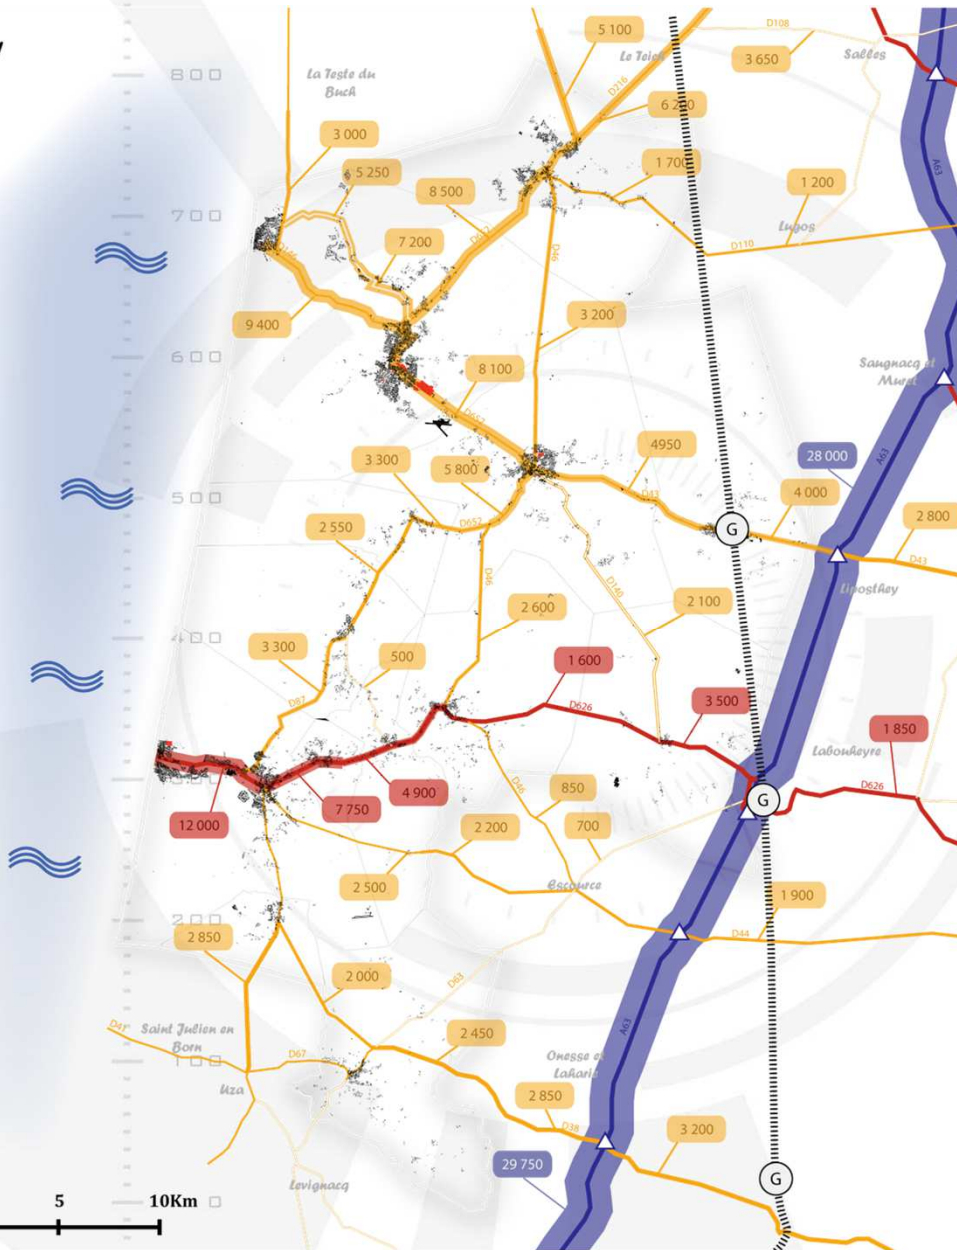 5 100
D108
Le Teich
Salles
3 650
800
La Teste du
Buch
D216
6 200
3 000
A63
5 250
1 700
8 500
1 200
700
Lugos
D652
7 200
D46
D110
9 400
3 200
600
Saugnacq et
Muret
8 100
D652
4950
28 000
A63
3 300
5 800
4 000
500
D43
2 800
2 550
D652
G
D43
Liposthey
D46
D140
2 100
2 600
400
3 300
500
1 600
3 500
D87
D626
1 850
Labouheyre
D46
850
D626
4 900
G
7 750
12 000
2 200
700
2 500
Escource
1 900
200
2 850
D44
2 000
D63
D41
Saint Julien en
Born
2 450
A63
100
D67
Onesse et
Laharie
Uza
2 850
D38
3 200
29 750
G
Levignacq
5
10Km
0